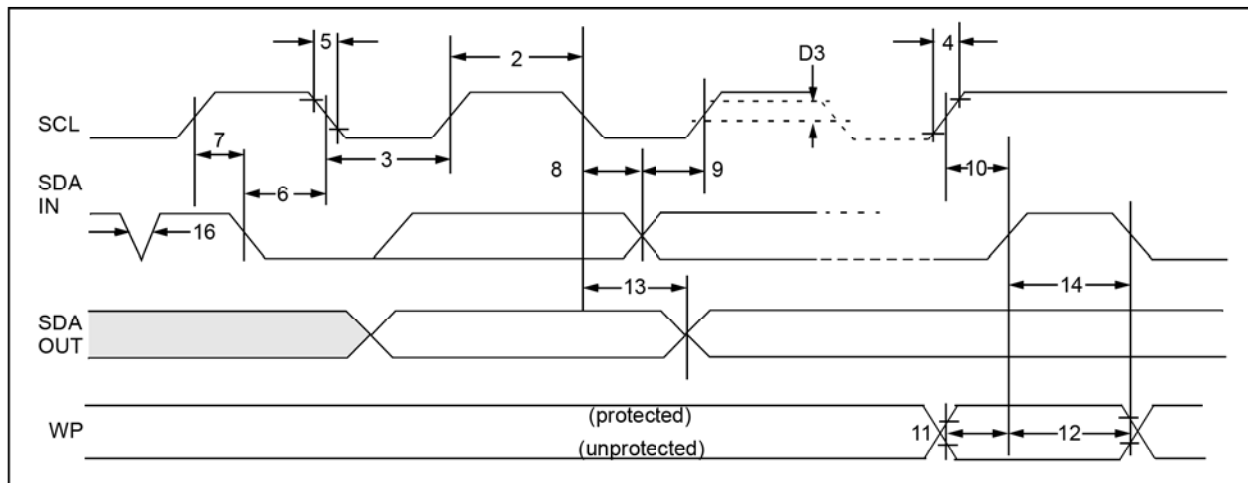 5
2
D3
4
SCL
7
3
8
9
10
SDA
IN
6
16
13
14
SDA
OUT
(protected)
WP
11
12
(unprotected)